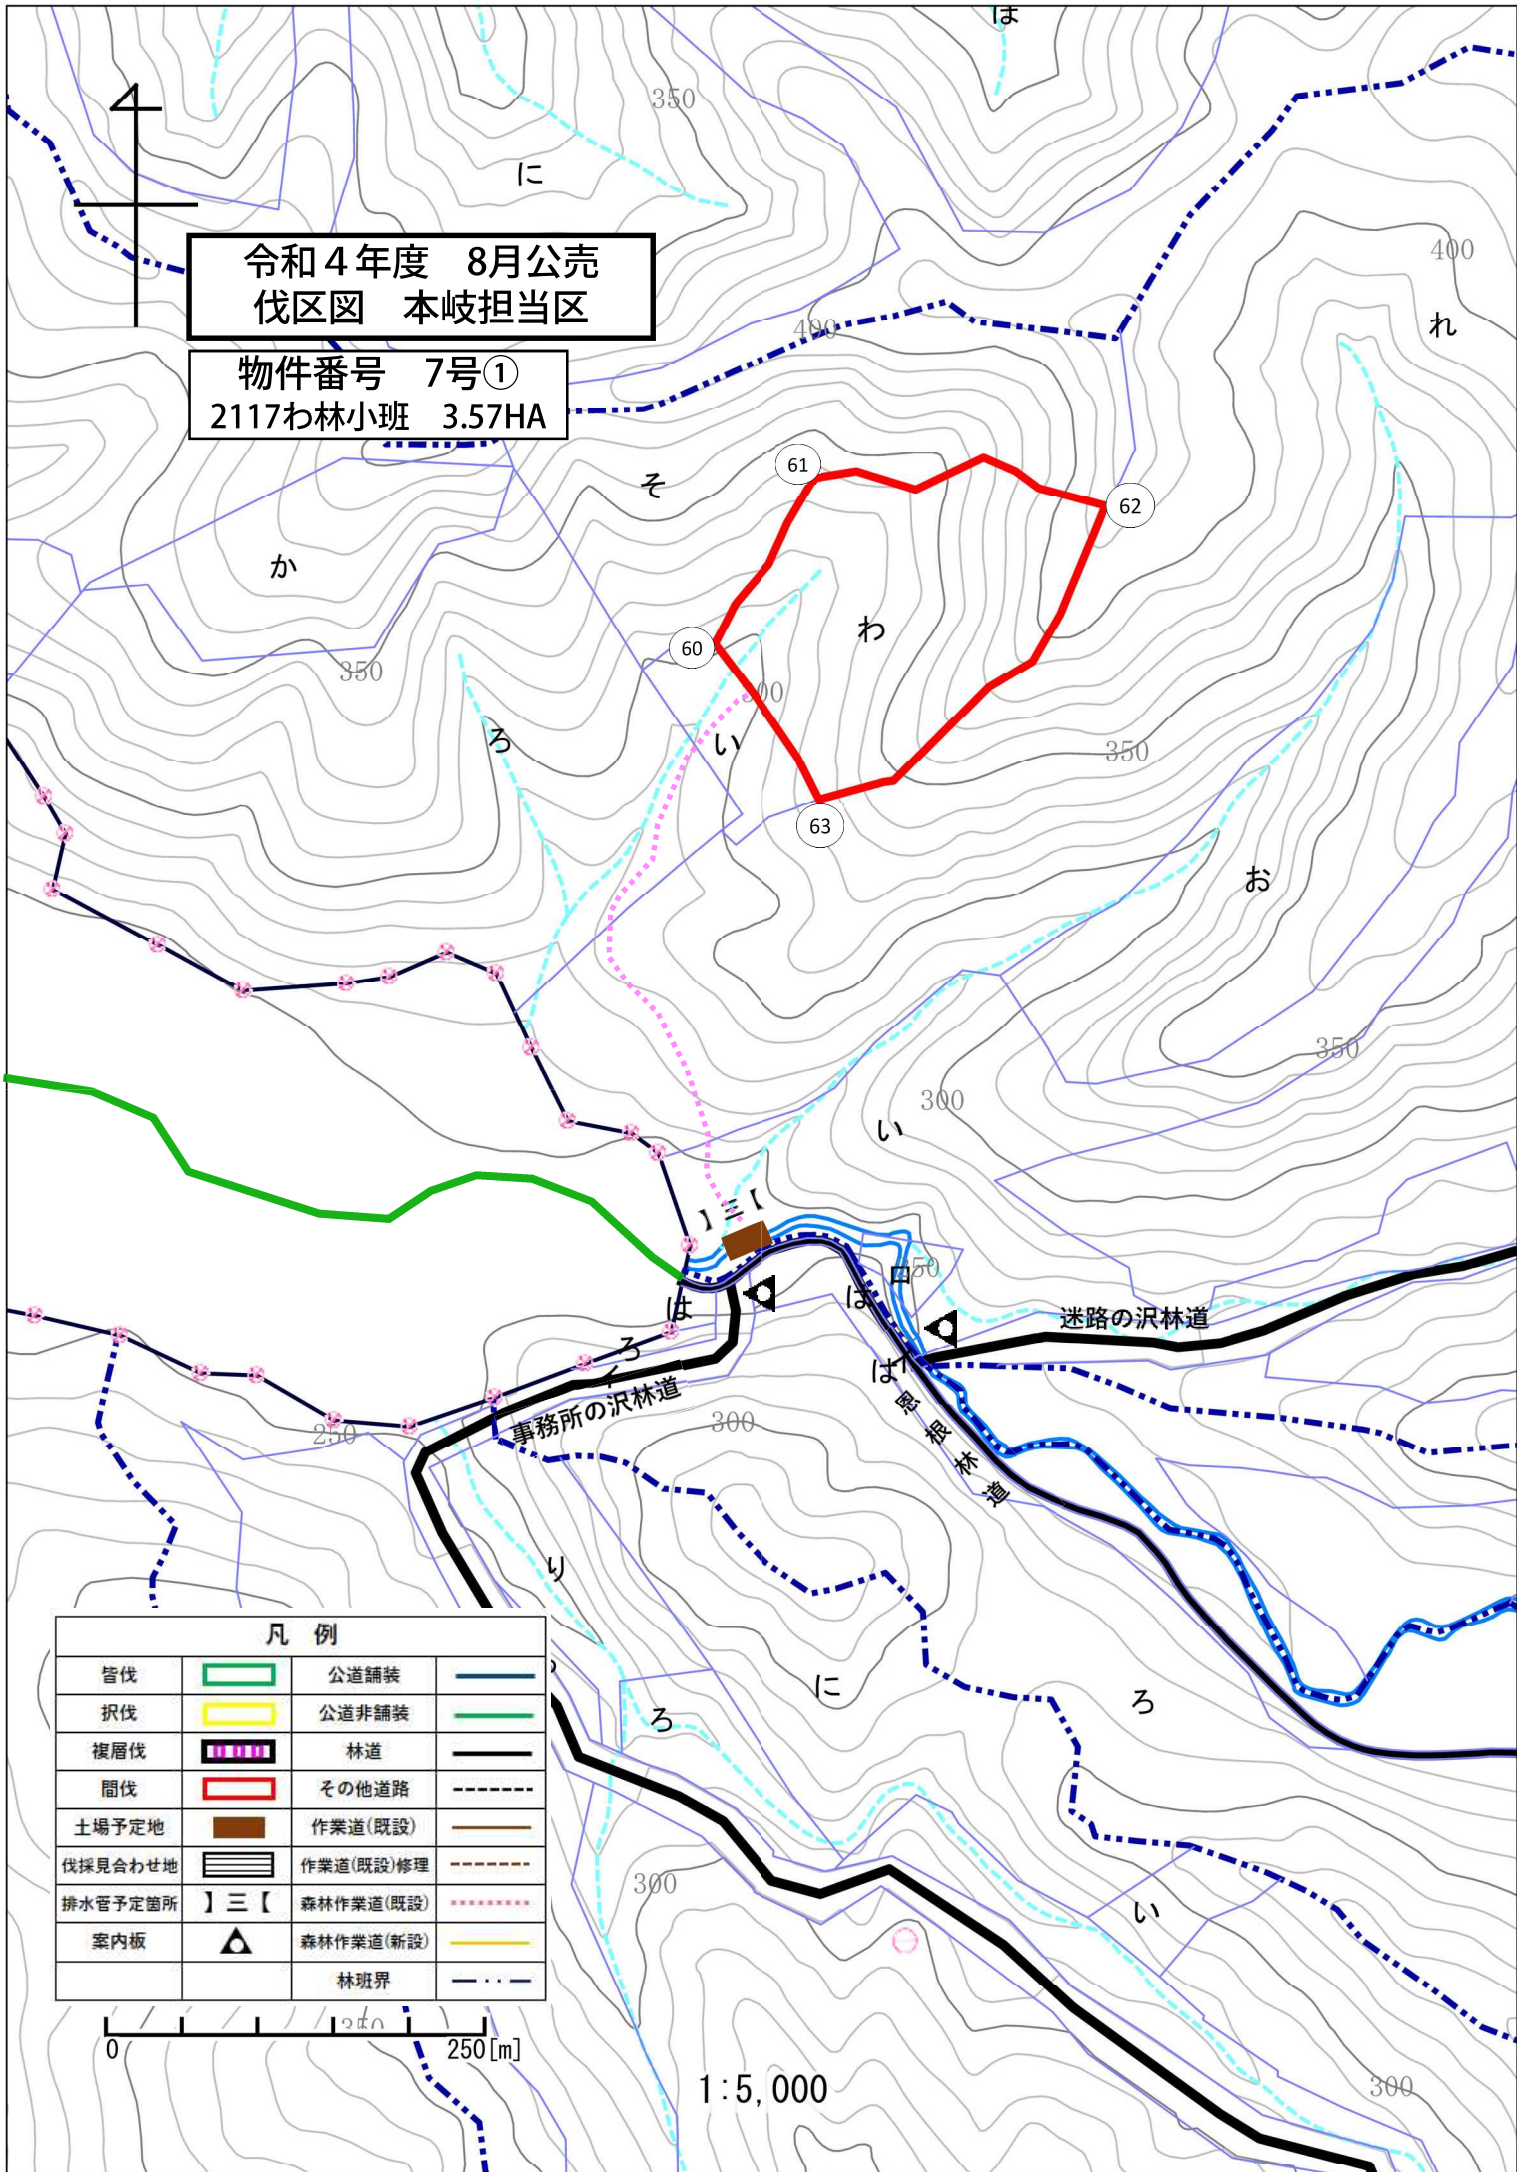 ほ
350
に
令和４年度　8月公売
伐区図　本岐担当区
400
れ
400
物件番号　7号①
2117わ林小班　3.57HA
61
そ
62
か
わ
60
350
300
ろ
い
350
63
お
350
300
い
】三【
250
ロ
は
は
迷路の沢林道
ろ
イ
は
イ
事務所の沢林道
恩根林道
250
300
り
に
ろ
ろ
凡　例
皆伐　公道舗装
択伐　公道非舗装
複層伐　林道
間伐　その他道路
土場予定地　作業道(既設)
伐採見合わせ地　作業道(既設)修理
排水管予定箇所　】三【　森林作業道(既設)
案内板　森林作業道(新設)
林班界
300
い
350
0　250[m]
1:5,000
300